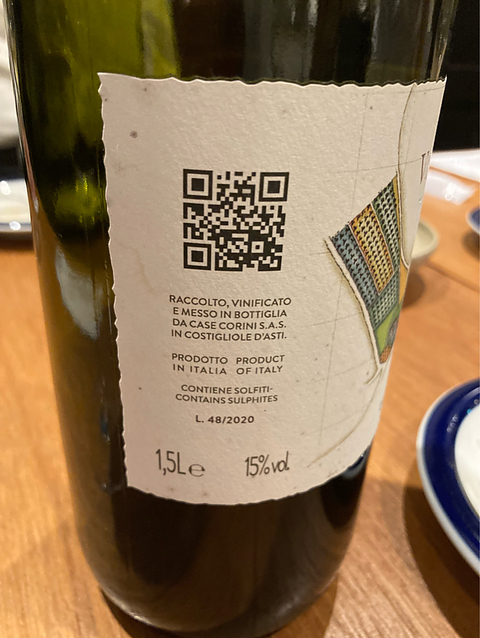 RACCOLTO, VINIFICATO
E MESSO IN BOTTIGLIA
DA CASE CORINI S.A.S.
IN COSTIGLIOLE D'ASTI.
PRODOTTO PRODUCT
IN ITALIA OF ITALY
CONTIENE SOLFITI-
CONTAINS SULPHITES
L. 48/2020
1,5L℮ 15%vol